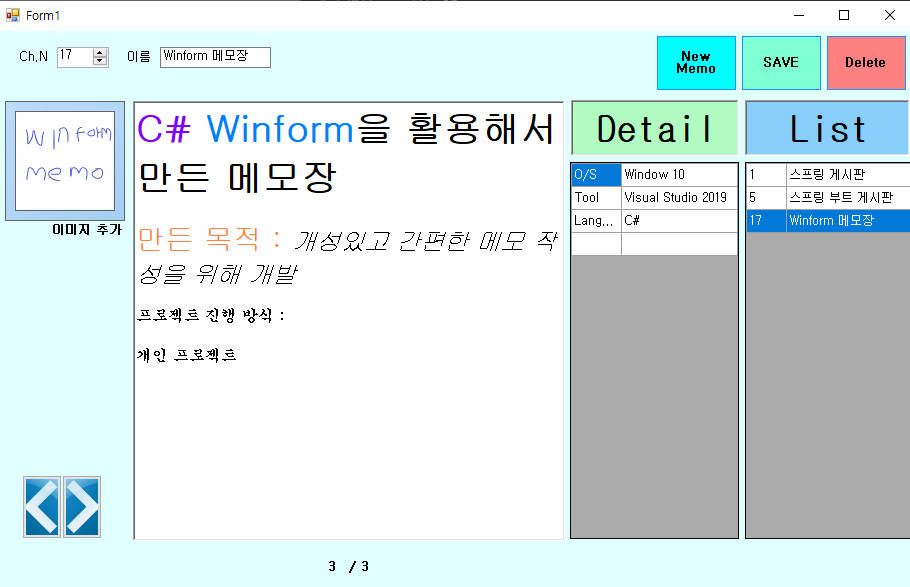 Form1
Ch.N 17 이름 Winform 메모장
New
Memo
SAVE
Delete
winform
memo
이미지 추가
C# Winform을 활용해서
만든 메모장
만든 목적 : 개성있고 간편한 메모 작
성을 위해 개발
프로젝트 진행 방식 :
개인 프로젝트
Detail
O/S Window 10
Tool Visual Studio 2019
Lang... C#
List
1 스프링 게시판
5 스프링 부트 게시판
17 Winform 메모장
3 / 3